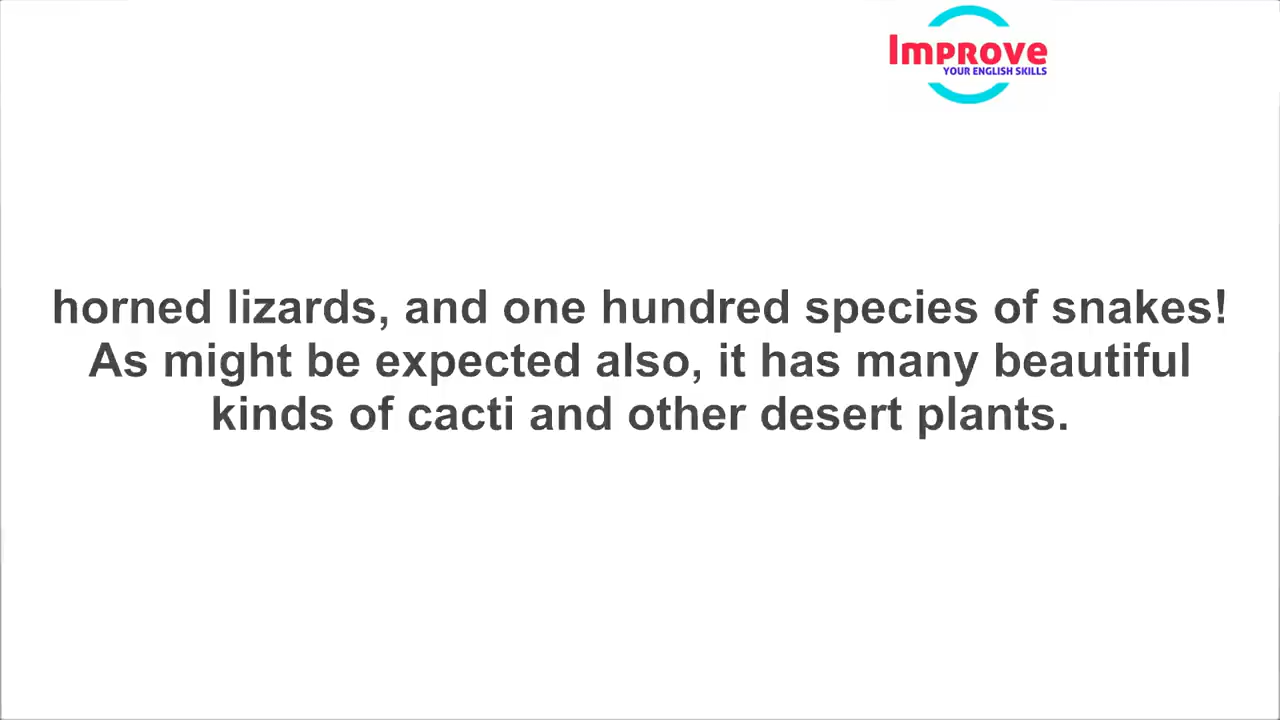 Improve
YOUR ENGLISH SKILLS
horned lizards, and one hundred species of snakes!
As might be expected also, it has many beautiful
kinds of cacti and other desert plants.